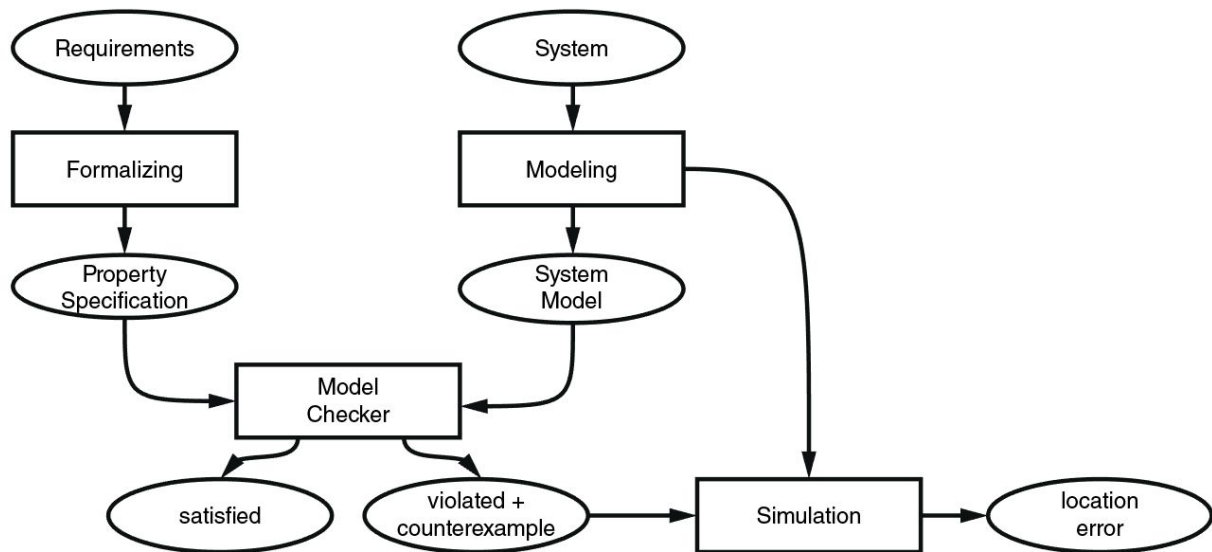 Requirements
System
Formalizing
Modeling
Property
Specification
System
Model
Model
Checker
satisfied
violated +
counterexample
Simulation
location
error